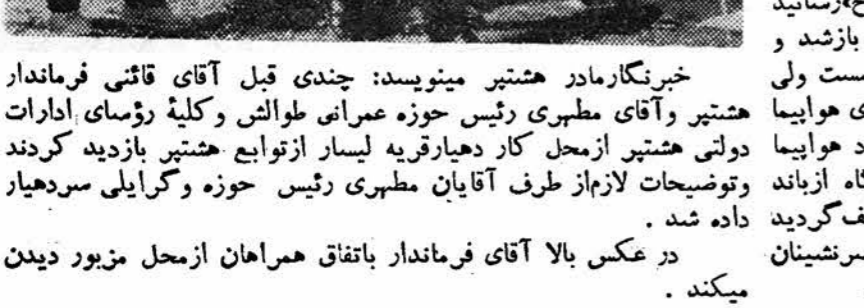 خبرنگارمادر هشتپر مینویسد: چندی قبل آقای قائنی فرماندار
هشتپر وآقای مطهری رئیس حوزه عمرانی طوالش وکلیهٔ رؤسای ادارات
دولتی هشتپر ازمحل کار دهیارقریه لیسار ازتوابع هشتپر بازدید کردند
وتوضیحات لازماز طرف آقایان مطهری رئیس حوزه وگرایلی سردهیار
داده شد .
در عکس بالا آقای فرماندار باتفاق همراهان ازمحل مزبور دیدن
میکند .
بازشد و
ست ولی
ی هواپیما
د هواپیما
گاه ازباند
ف گردید
سرنشینان